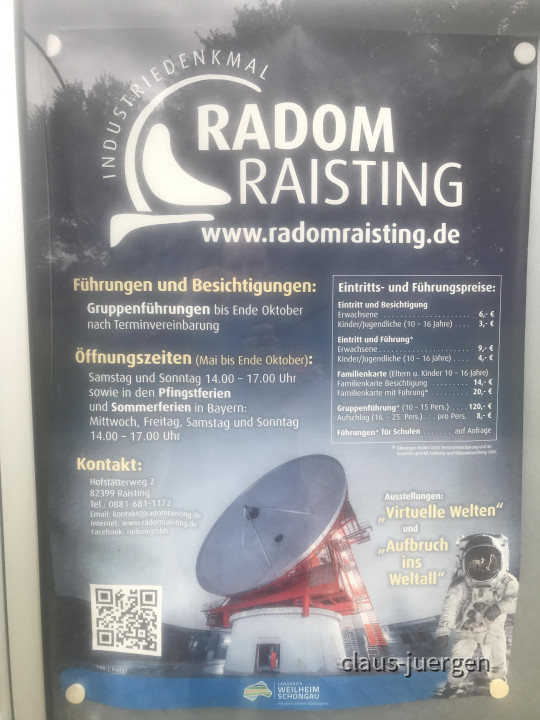 INDUSTRIEDENKMAL
RADOM
RAISTING
www.radomraisting.de
Führungen und Besichtigungen:
Gruppenführungen bis Ende Oktober
nach Terminvereinbarung
Öffnungszeiten (Mai bis Ende Oktober):
Samstag und Sonntag 14.00 – 17.00 Uhr
sowie in den Pfingstferien
und Sommerferien in Bayern:
Mittwoch, Freitag, Samstag und Sonntag
14.00 – 17.00 Uhr
Kontakt:
Hofstätterweg 2
82399 Raisting
Tel.: 0881-681-1172
Email: kontakt@radomraisting.de
Internet: www.radomraisting.de
Facebook: radomgmbh
Eintritts- und Führungspreise:
Eintritt und Besichtigung
Erwachsene 6,- €
Kinder/Jugendliche (10 – 16 Jahre) 3,- €
Eintritt und Führung*
Erwachsene 9,- €
Kinder/Jugendliche (10 – 16 Jahre) 4,- €
Familienkarte (Eltern u. Kinder 10 – 16 Jahre)
Familienkarte Besichtigung 14,- €
Familienkarte mit Führung* 20,- €
Gruppenführung* (10 – 15 Pers.) 120,- €
Aufschlag (16 – 25 Pers.) pro Pers. 8,- €
Führungen* für Schulen auf Anfrage
Ausstellungen:
„Virtuelle Welten“
und
„Aufbruch
ins
Weltall“
claus-juergen
LANDKREIS
WEILHEIM
SCHONGAU